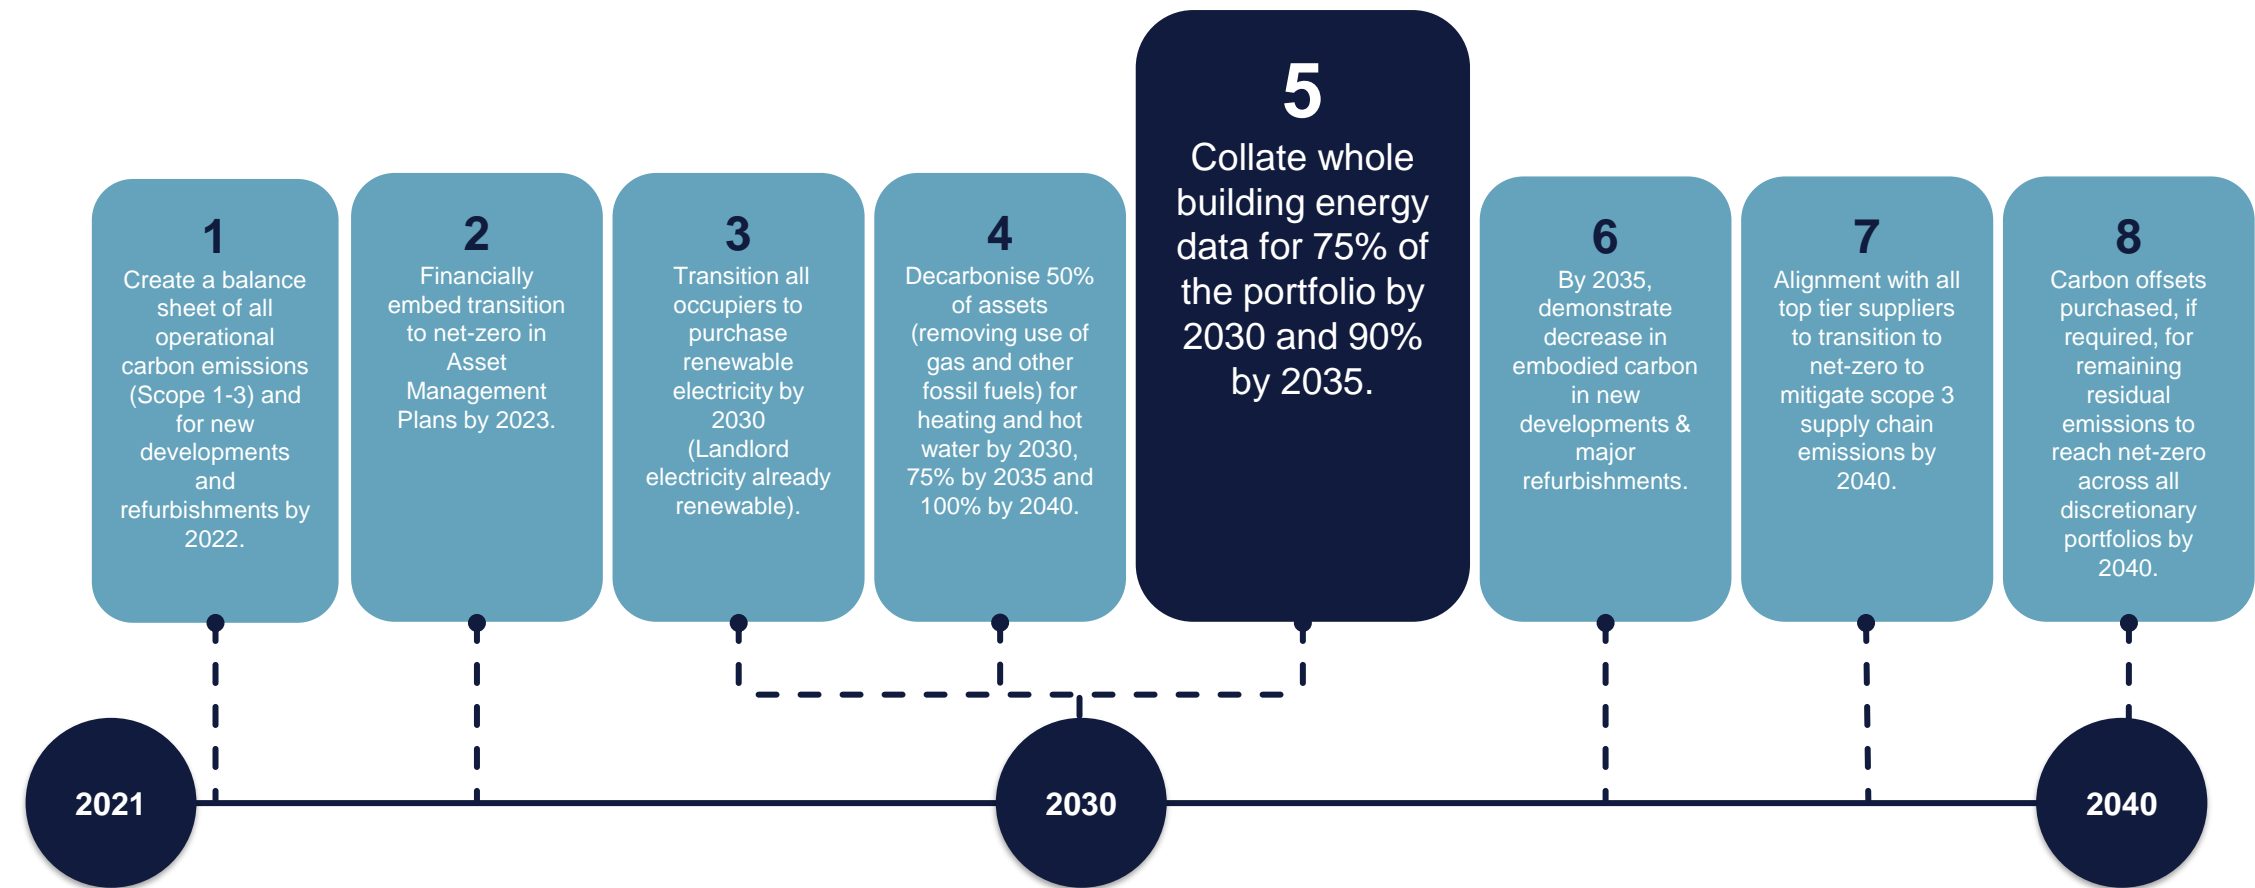 1
Create a balance
sheet of all
operational
carbon emissions
(Scope 1-3) and
for new
developments
and
refurbishments by
2022.
2
Financially
embed transition
to net-zero in
Asset
Management
Plans by 2023.
3
Transition all
occupiers to
purchase
renewable
electricity by
2030
(Landlord
electricity already
renewable).
4
Decarbonise 50%
of assets
(removing use of
gas and other
fossil fuels) for
heating and hot
water by 2030,
75% by 2035 and
100% by 2040.
5
Collate whole
building energy
data for 75% of
the portfolio by
2030 and 90%
by 2035.
6
By 2035,
demonstrate
decrease in
embodied carbon
in new
developments &
major
refurbishments.
7
Alignment with all
top tier suppliers
to transition to
net-zero to
mitigate scope 3
supply chain
emissions by
2040.
8
Carbon offsets
purchased, if
required, for
remaining
residual
emissions to
reach net-zero
across all
discretionary
portfolios by
2040.
2021
2030
2040